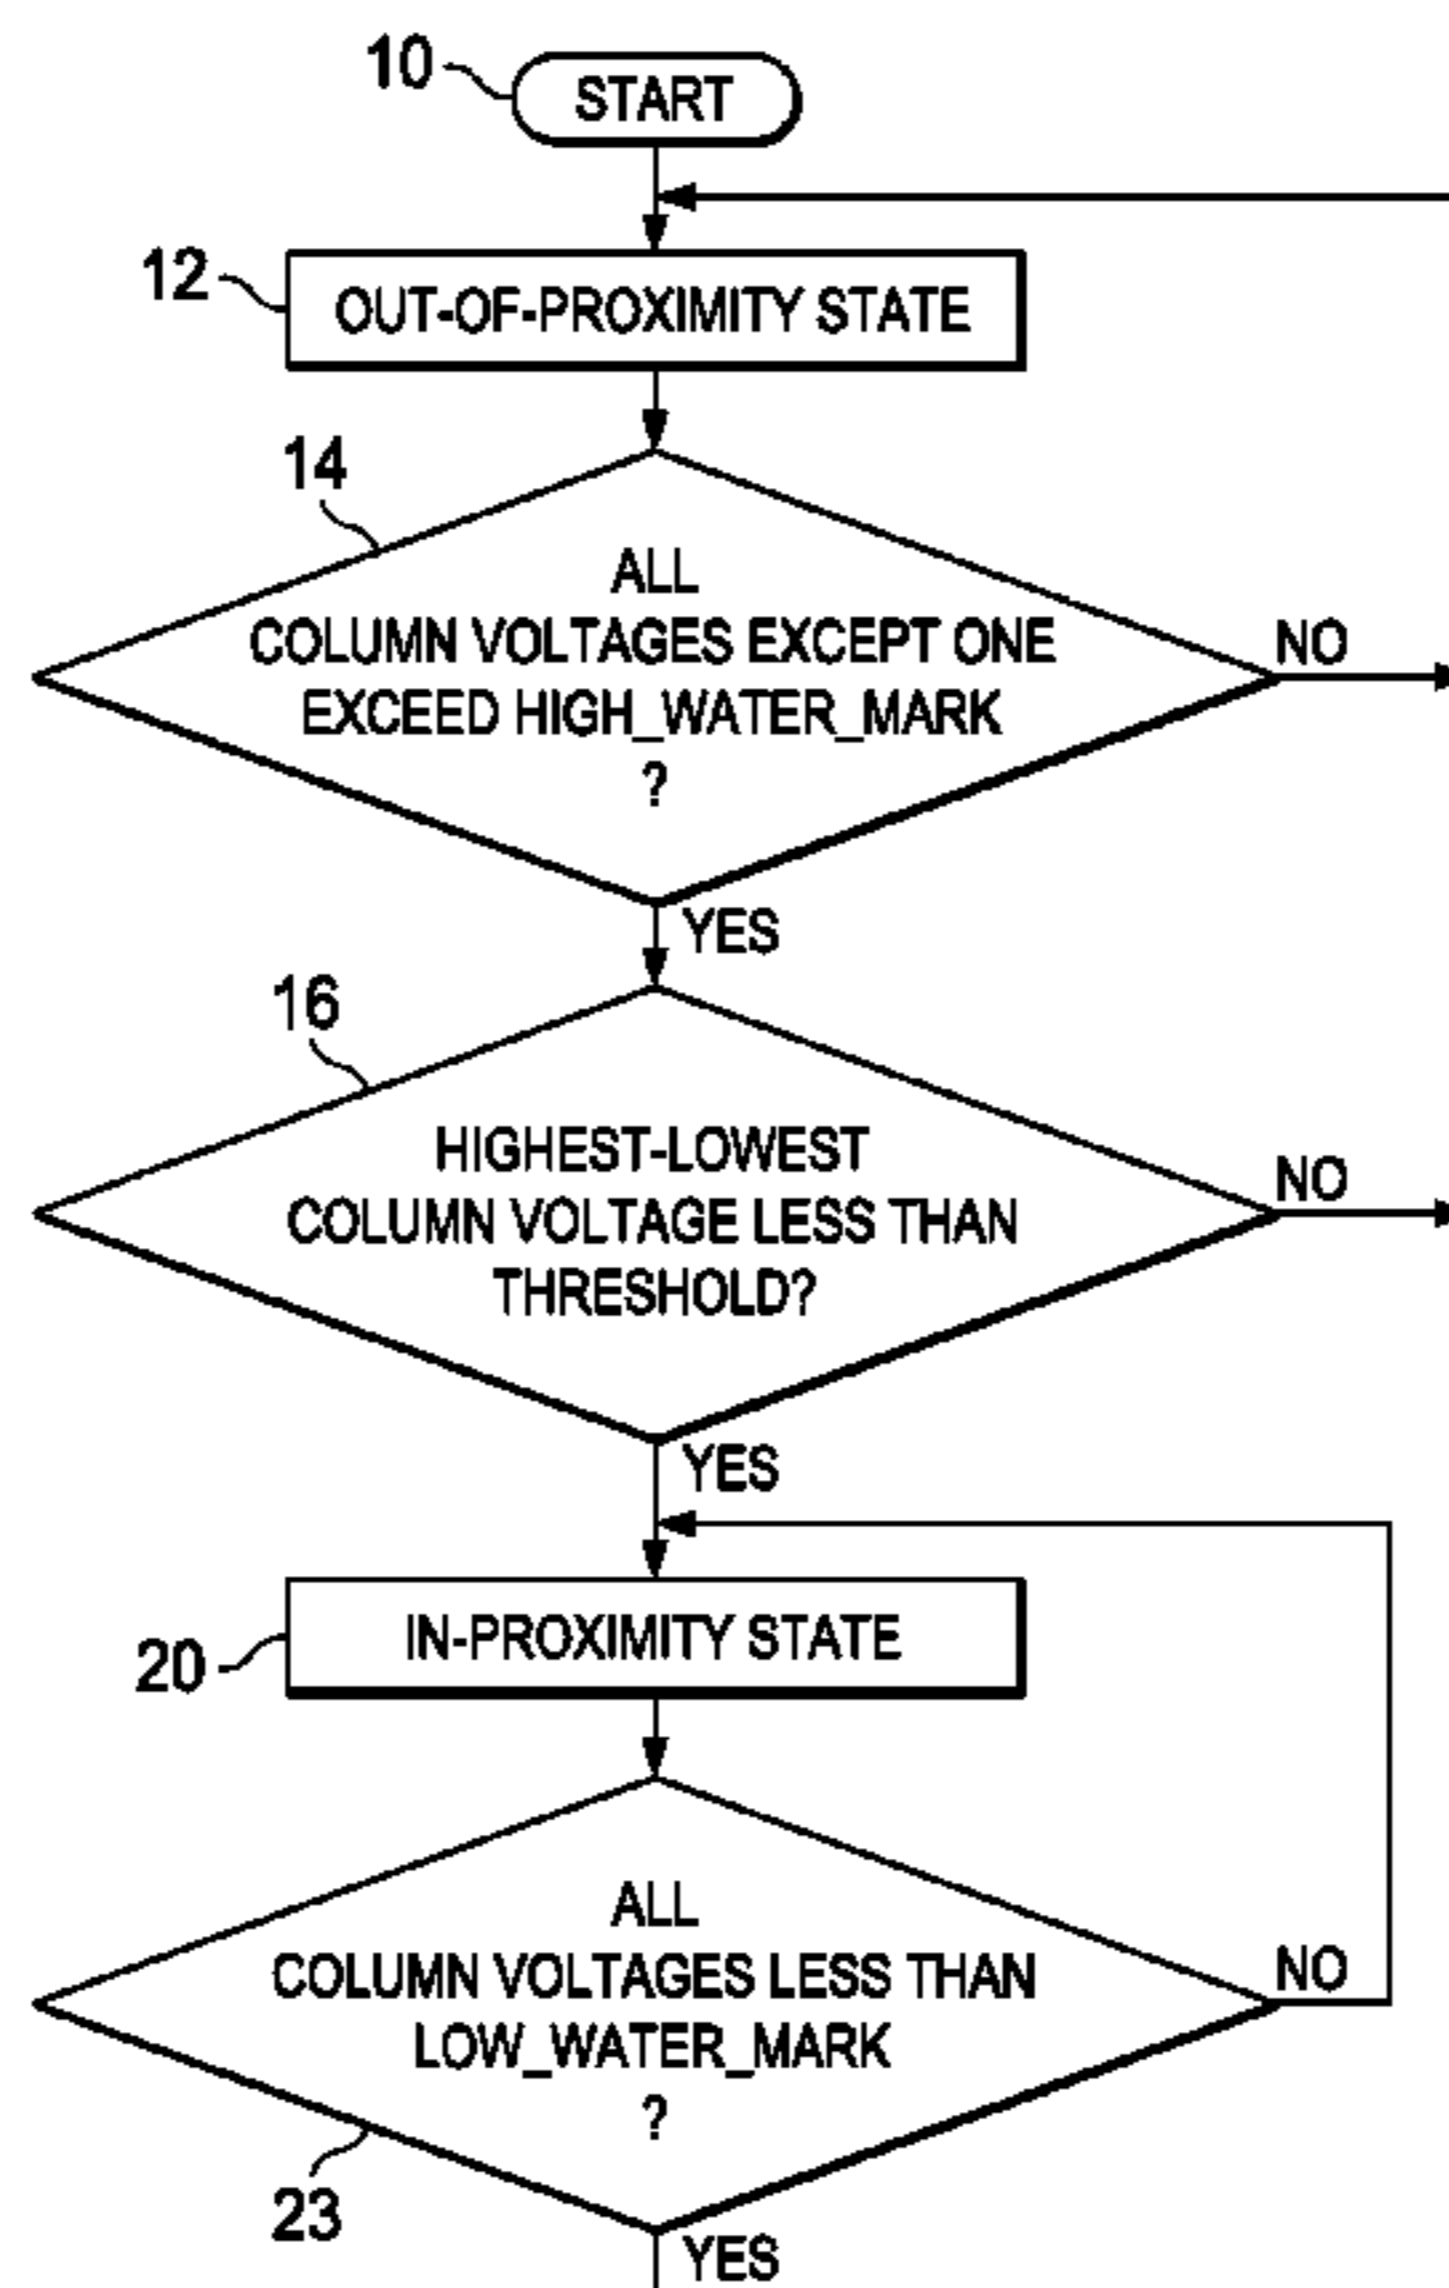 10
START
12
OUT-OF-PROXIMITY STATE
14
ALL
COLUMN VOLTAGES EXCEPT ONE
EXCEED HIGH_WATER_MARK
?
NO
YES
16
HIGHEST-LOWEST
COLUMN VOLTAGE LESS THAN
THRESHOLD?
NO
YES
20
IN-PROXIMITY STATE
ALL
COLUMN VOLTAGES LESS THAN
LOW_WATER_MARK
?
NO
23
YES